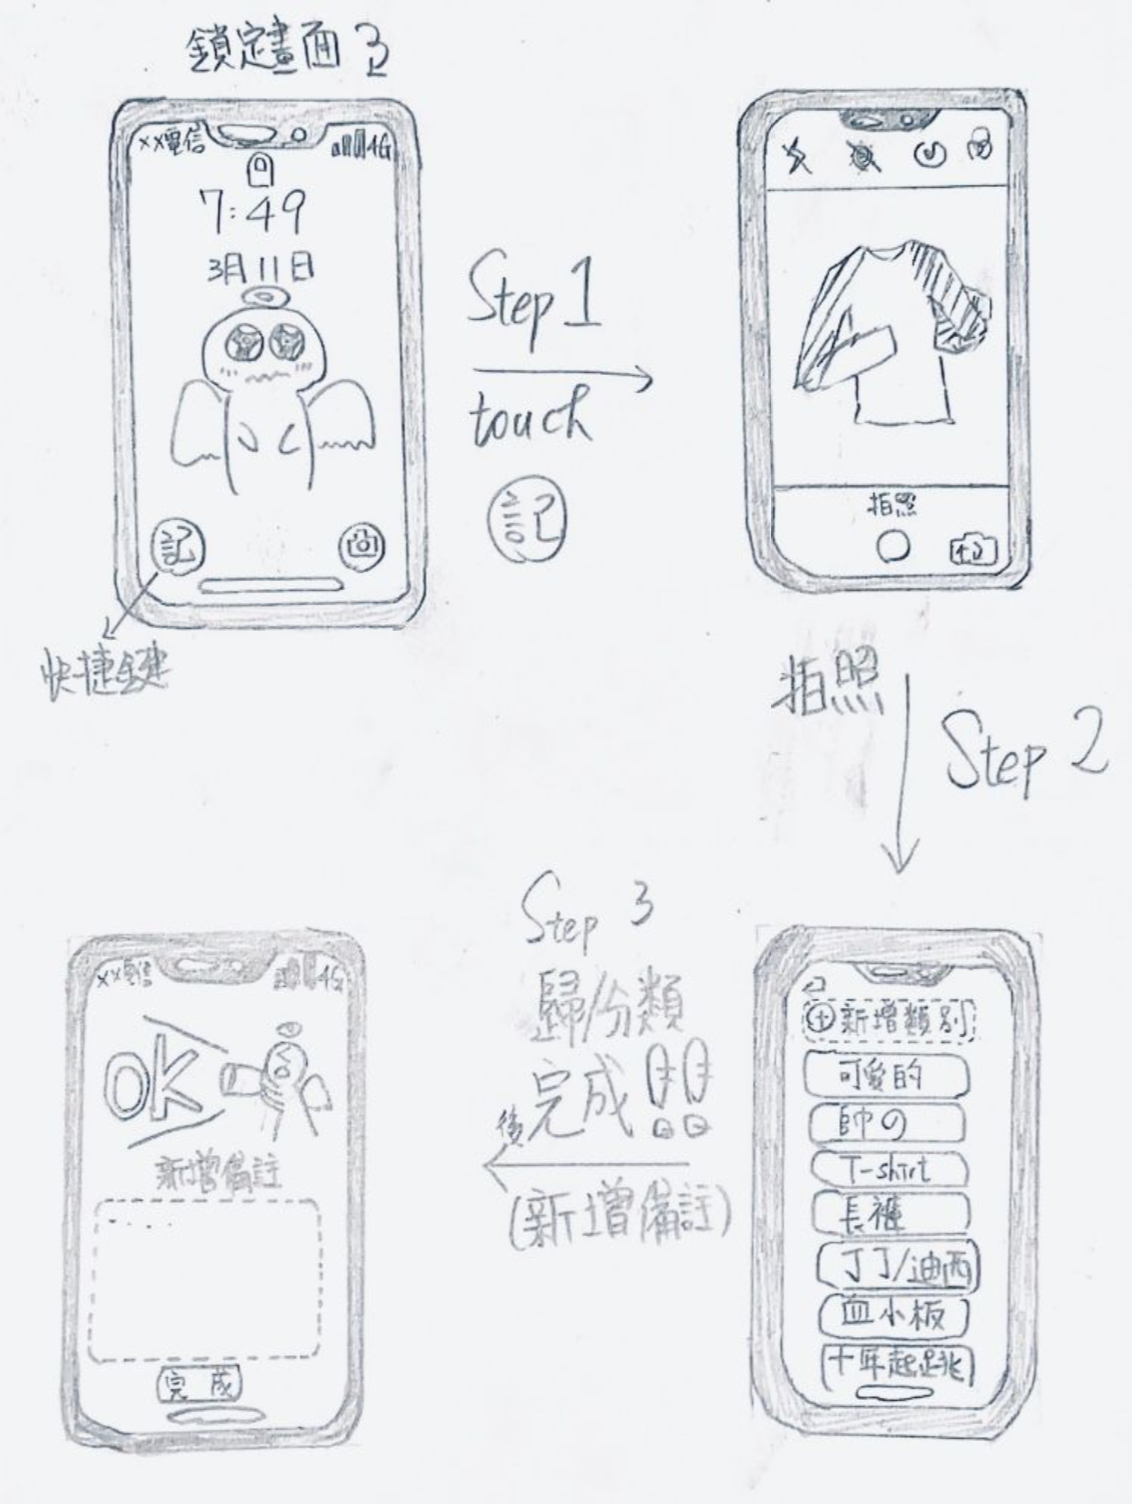 鎖定畫面
××電信 4G
7:49
3月11日
記
快捷鍵
Step 1
touch
記
拍照
拍照
Step 2
新增類別
可愛的
帥の
T-shirt
長褲
丁丁/迪西
血小板
十年起跳
Step 3
歸份類
完成!!
後
(新增備註)
××電信 4G
OK
新增備註
.....
完成